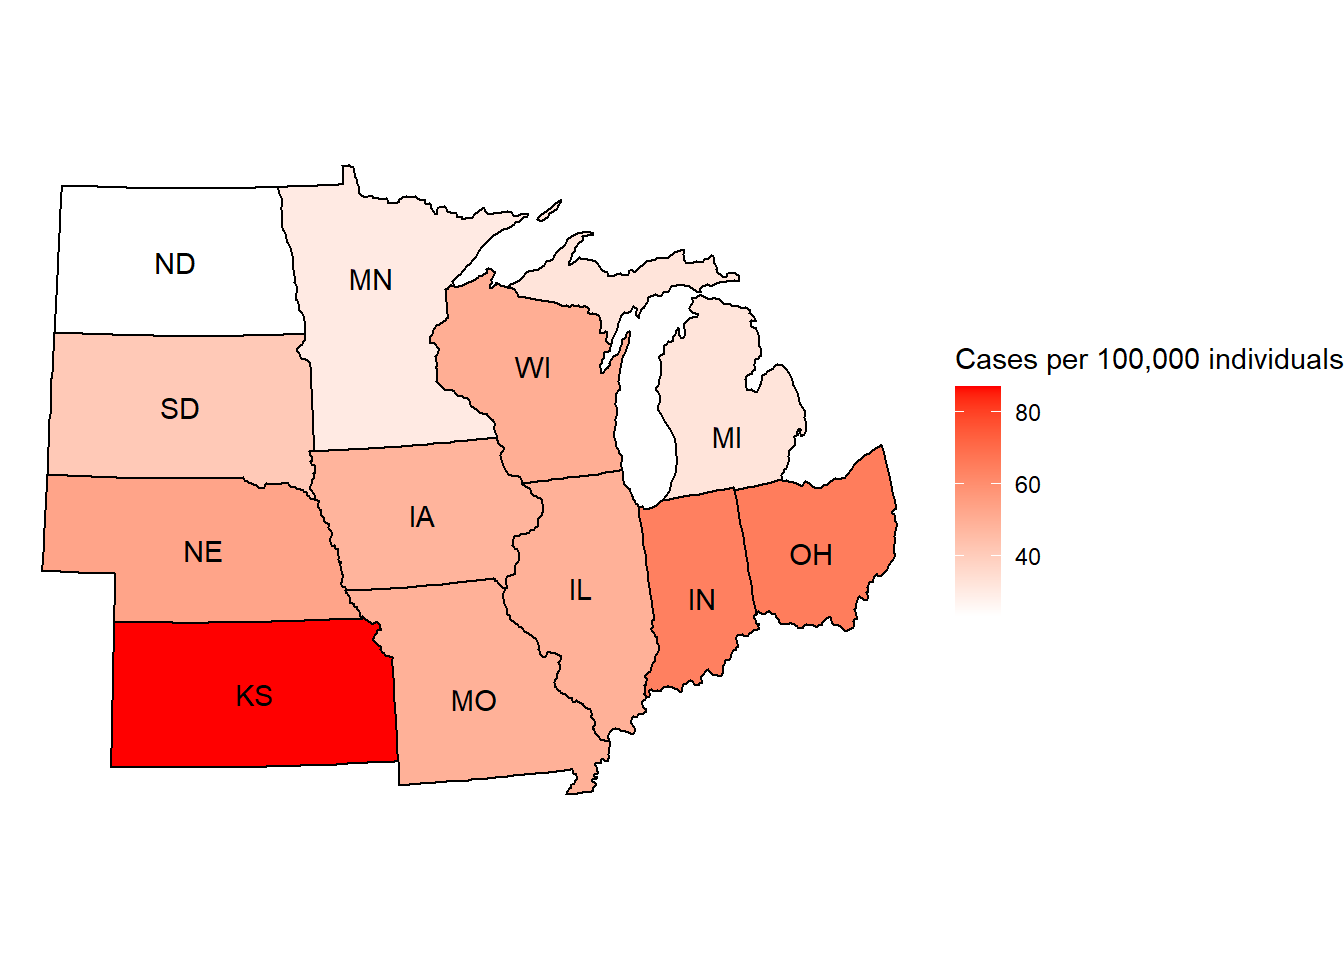 ND
MN
WI
SD
MI
IA
NE
OH
IL
IN
KS
MO
Cases per 100,000 individuals
80
60
40